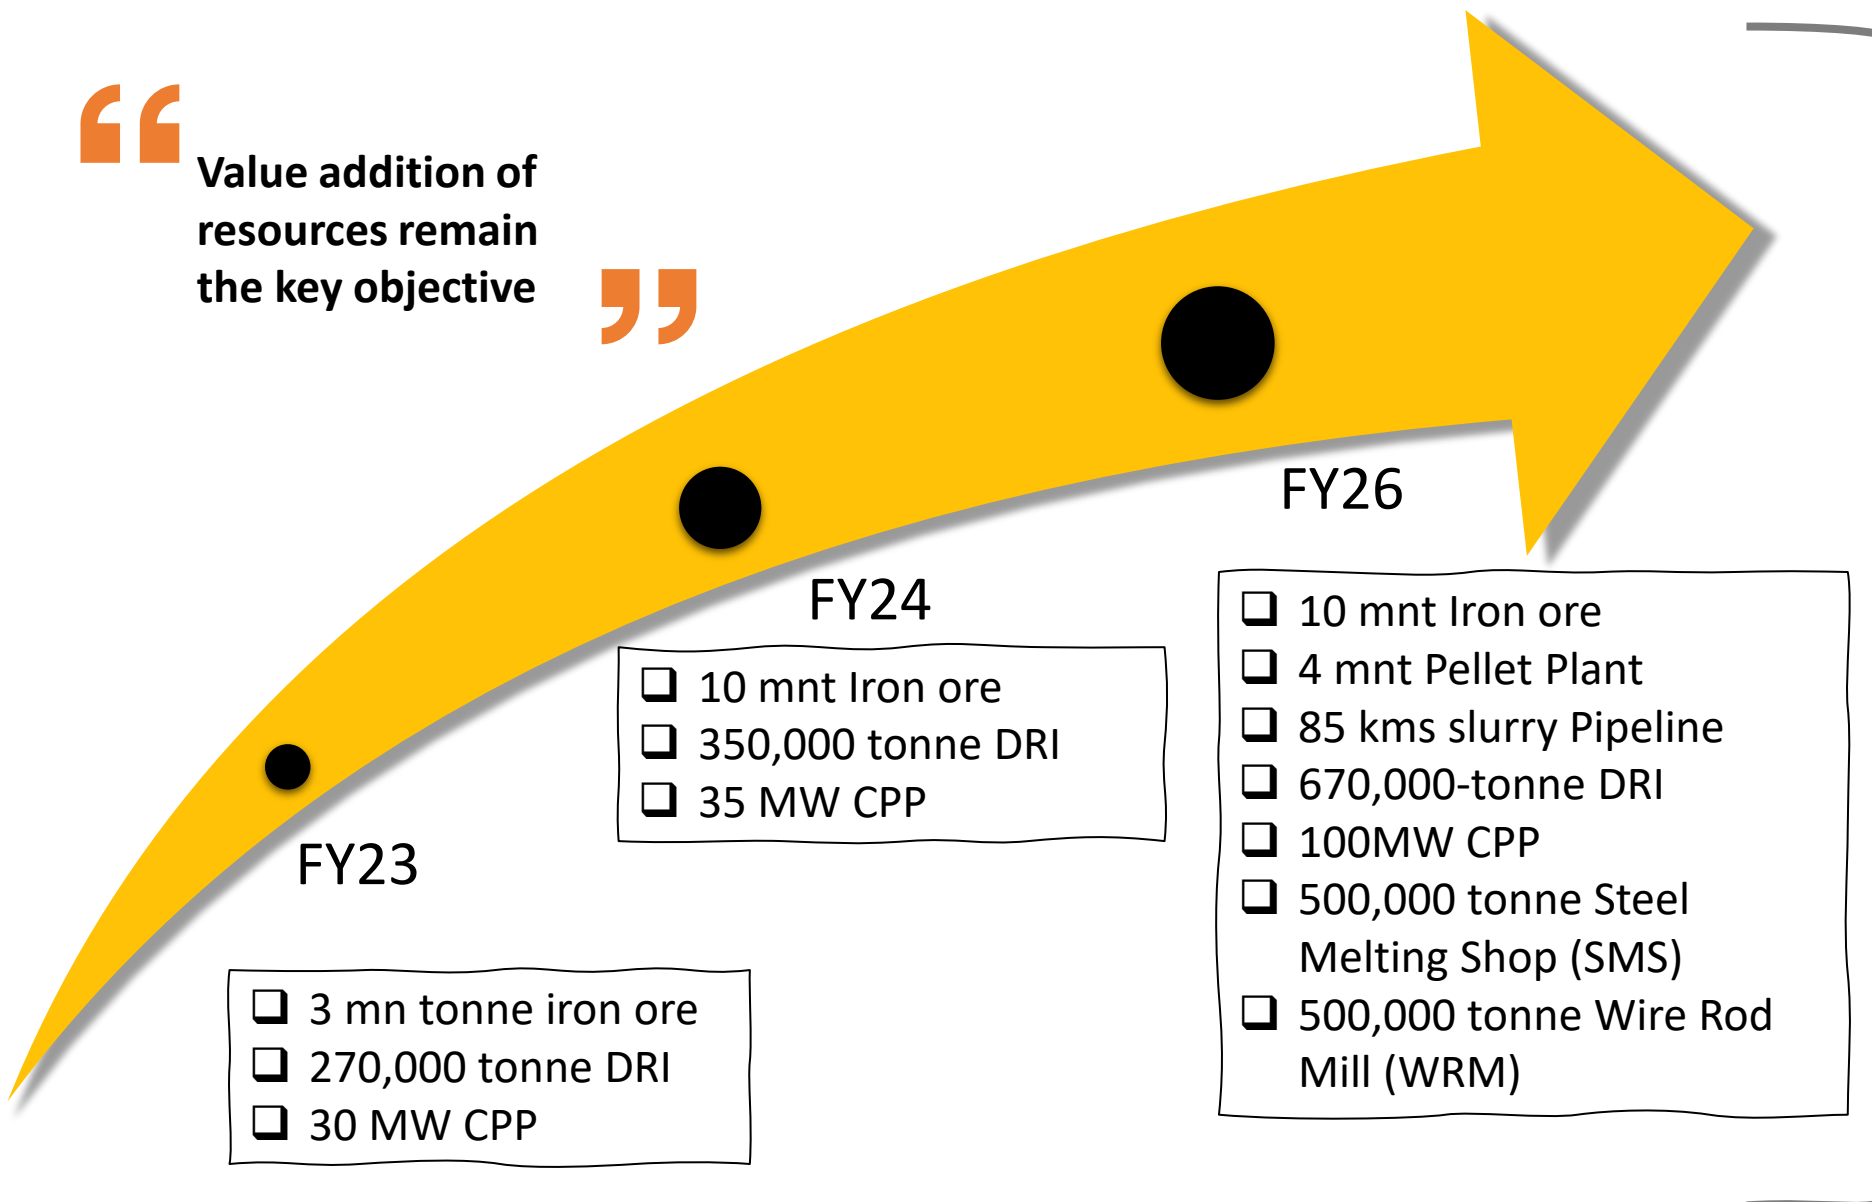 “
Value addition of
resources remain
the key objective
”
FY23
3 mn tonne iron ore
270,000 tonne DRI
30 MW CPP
FY24
10 mnt Iron ore
350,000 tonne DRI
35 MW CPP
FY26
10 mnt Iron ore
4 mnt Pellet Plant
85 kms slurry Pipeline
670,000-tonne DRI
100MW CPP
500,000 tonne Steel
Melting Shop (SMS)
500,000 tonne Wire Rod
Mill (WRM)